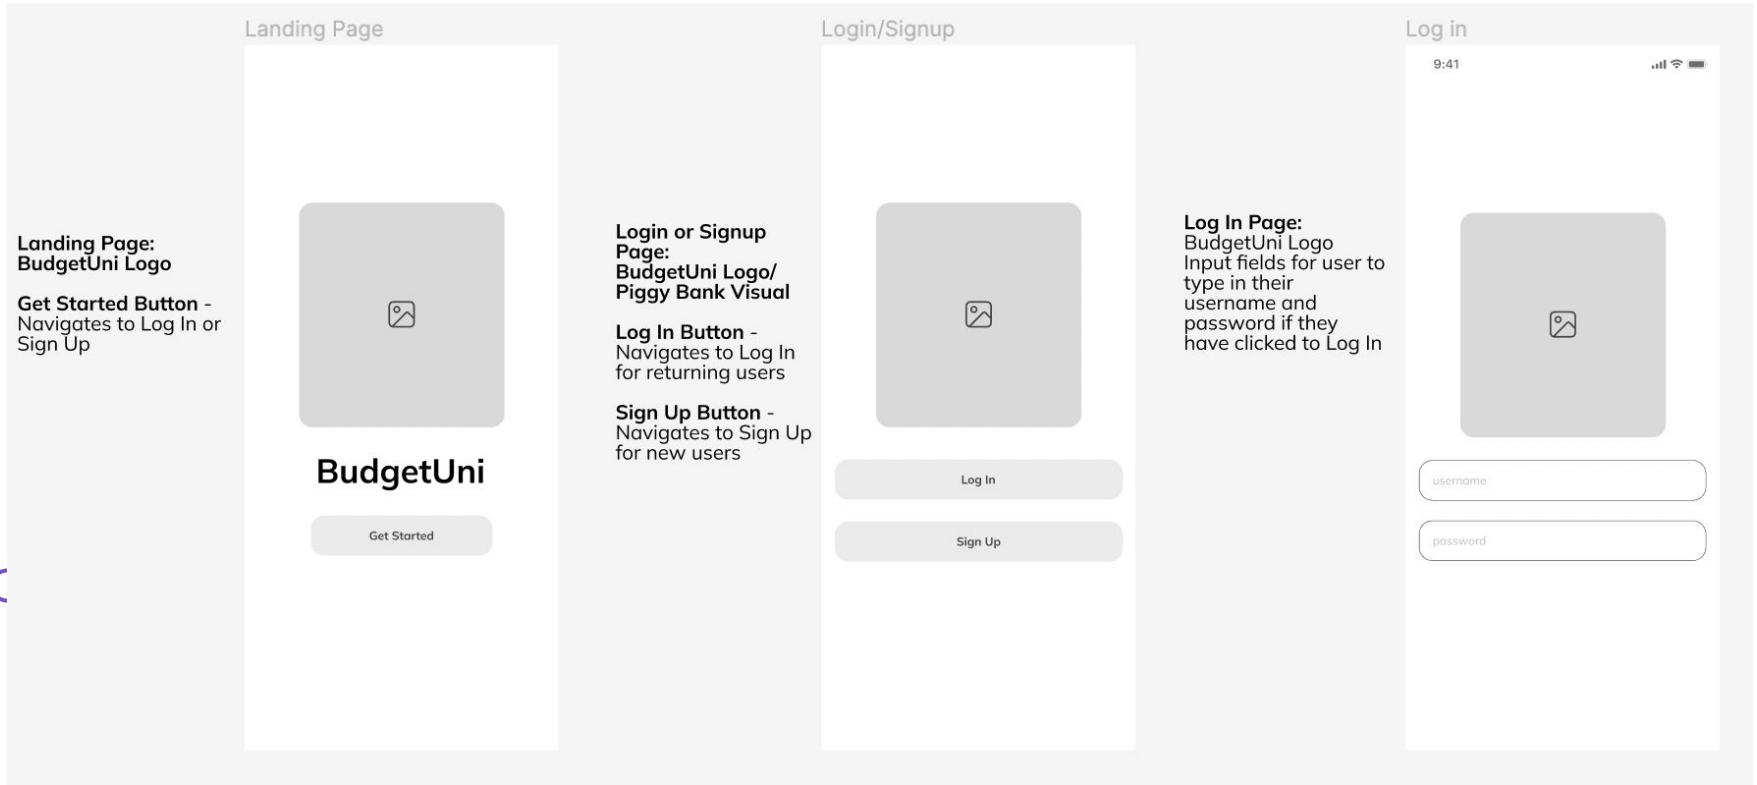 Landing Page
Landing Page:
BudgetUni Logo
Get Started Button -
Navigates to Log In or
Sign Up
BudgetUni
Get Started
Login/Signup
Login or Signup
Page:
BudgetUni Logo/
Piggy Bank Visual
Log In Button -
Navigates to Log In
for returning users
Sign Up Button -
Navigates to Sign Up
for new users
Log In
Sign Up
Log in
Log In Page:
BudgetUni Logo
Input fields for user to
type in their
username and
password if they
have clicked to Log In
9:41
username
password